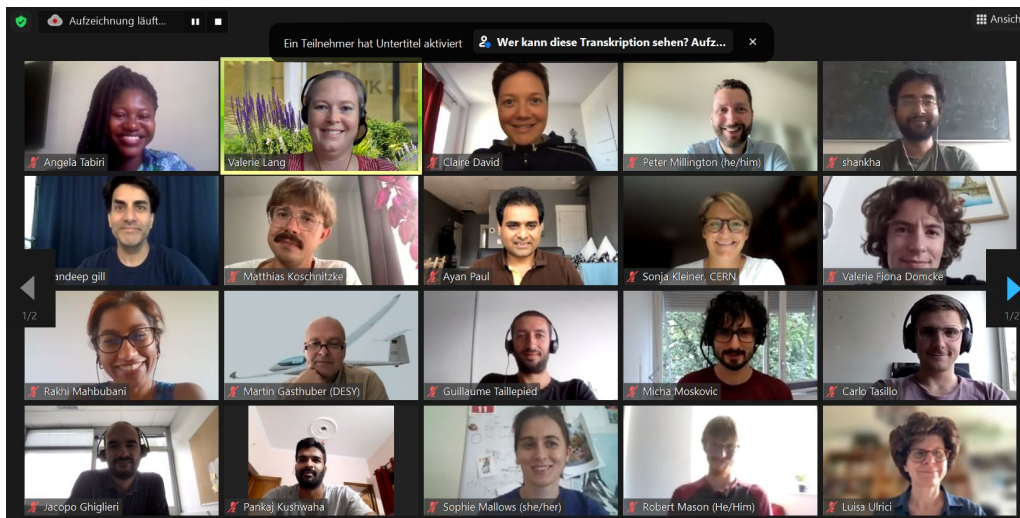 Aufzeichnung läuft...
Ansich
Ein Teilnehmer hat Untertitel aktiviert
Wer kann diese Transkription sehen? Aufz...
Angela Tabiri
Valerie Lang
Claire David
Peter Millington (he/him)
shankha
andeep gill
Matthias Koschnitzke
Ayan Paul
Sonja Kleiner, CERN
Valerie Fiona Domcke
1/2
1/2
Rakhi Mahbubani
Martin Gasthuber (DESY)
Guillaume Taillepied
Micha Moskovic
Carlo Tasillo
Jacopo Ghiglieri
Pankaj Kushwaha
Sophie Mallows (she/her)
Robert Mason (He/Him)
Luisa Ulrici